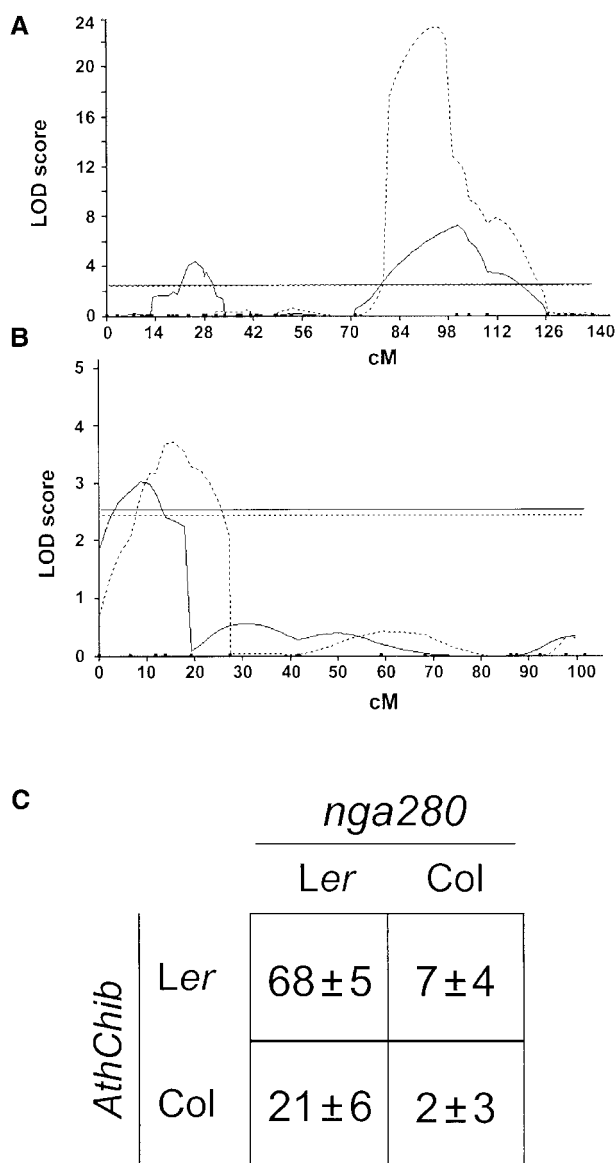 A
LOD score
24
20
16
12
8
4
0
0 14 28 42 56 70 84 98 112 126 140
cM
B
LOD score
5
4
3
2
1
0
0 10 20 30 40 50 60 70 80 90 100
cM
C
nga280
Ler Col
AthChib
Ler 68±5 7±4
Col 21±6 2±3